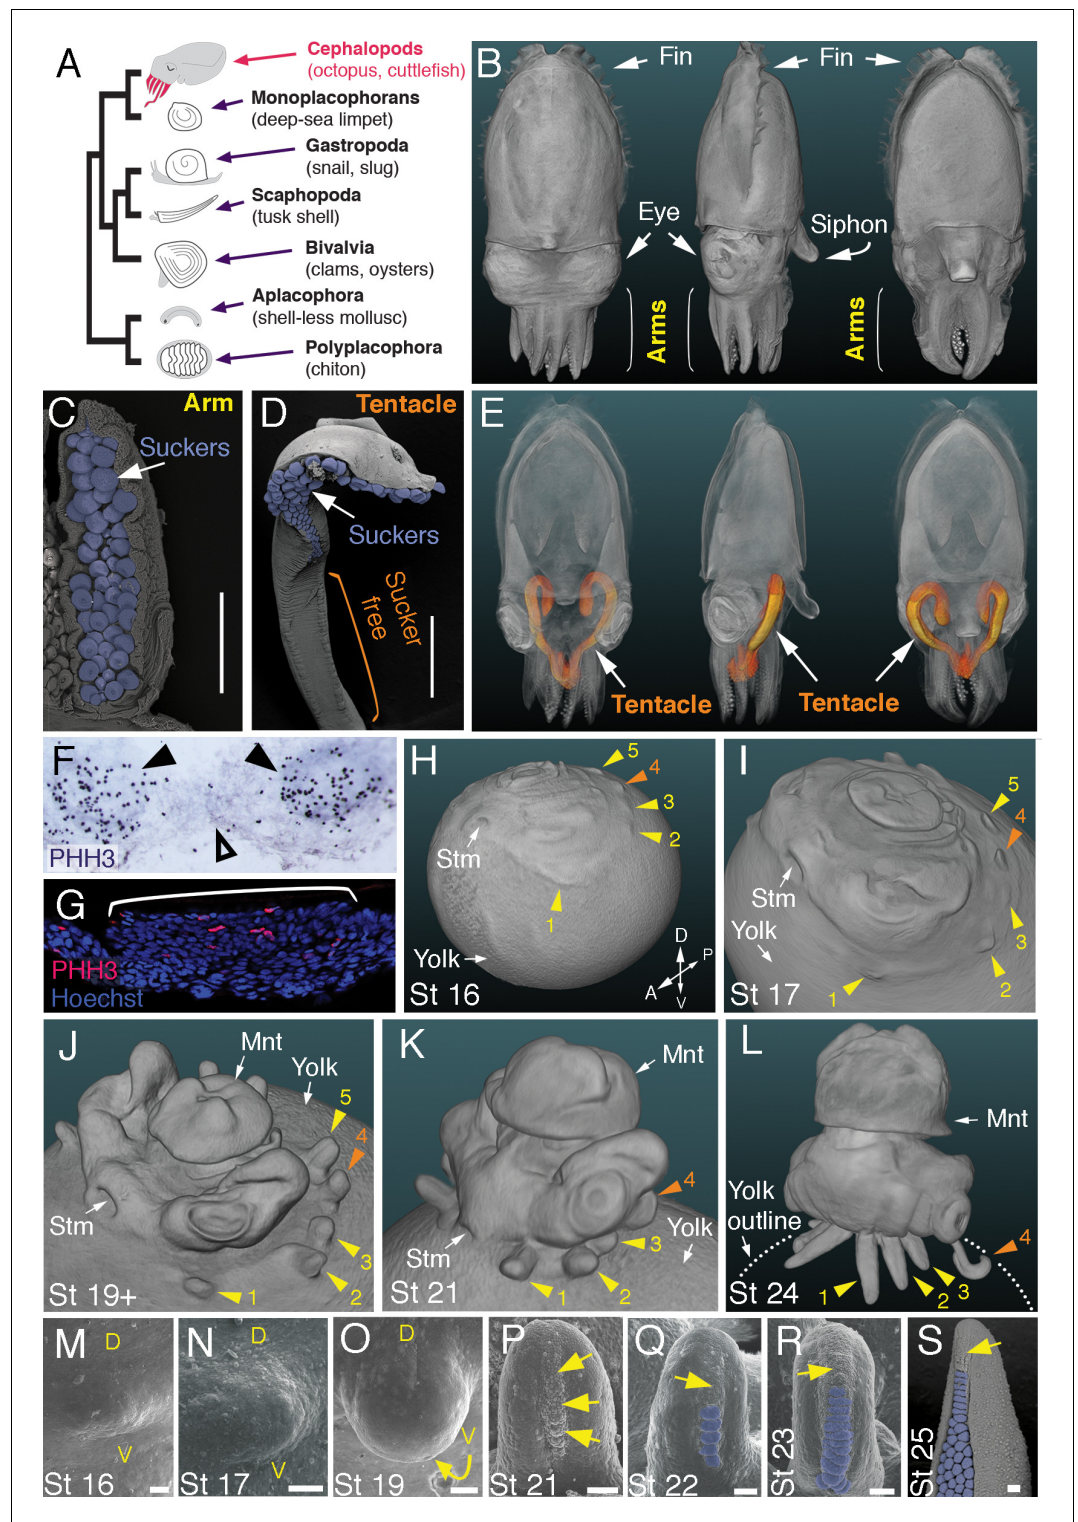 A
Cephalopods
(octopus, cuttlefish)
Monoplacophorans
(deep-sea limpet)
Gastropoda
(snail, slug)
Scaphopoda
(tusk shell)
Bivalvia
(clams, oysters)
Aplacophora
(shell-less mollusc)
Polyplacophora
(chiton)
B
Fin
Fin
Eye
Siphon
Arms
Arms
C
Arm
Suckers
D
Tentacle
Suckers
Sucker
free
E
Tentacle
Tentacle
F
PHH3
G
PHH3
Hoechst
H
5
4
3
2
Stm
1
Yolk
D
P
A
V
St 16
I
5
4
Stm
Yolk
3
2
1
St 17
J
Mnt
Yolk
5
4
Stm
3
2
1
St 19+
K
Mnt
4
Yolk
Stm
3
1
2
St 21
L
Mnt
Yolk
outline
4
1
2
3
St 24
M
D
V
St 16
N
D
V
St 17
O
D
V
St 19
P
St 21
Q
St 22
R
St 23
S
St 25